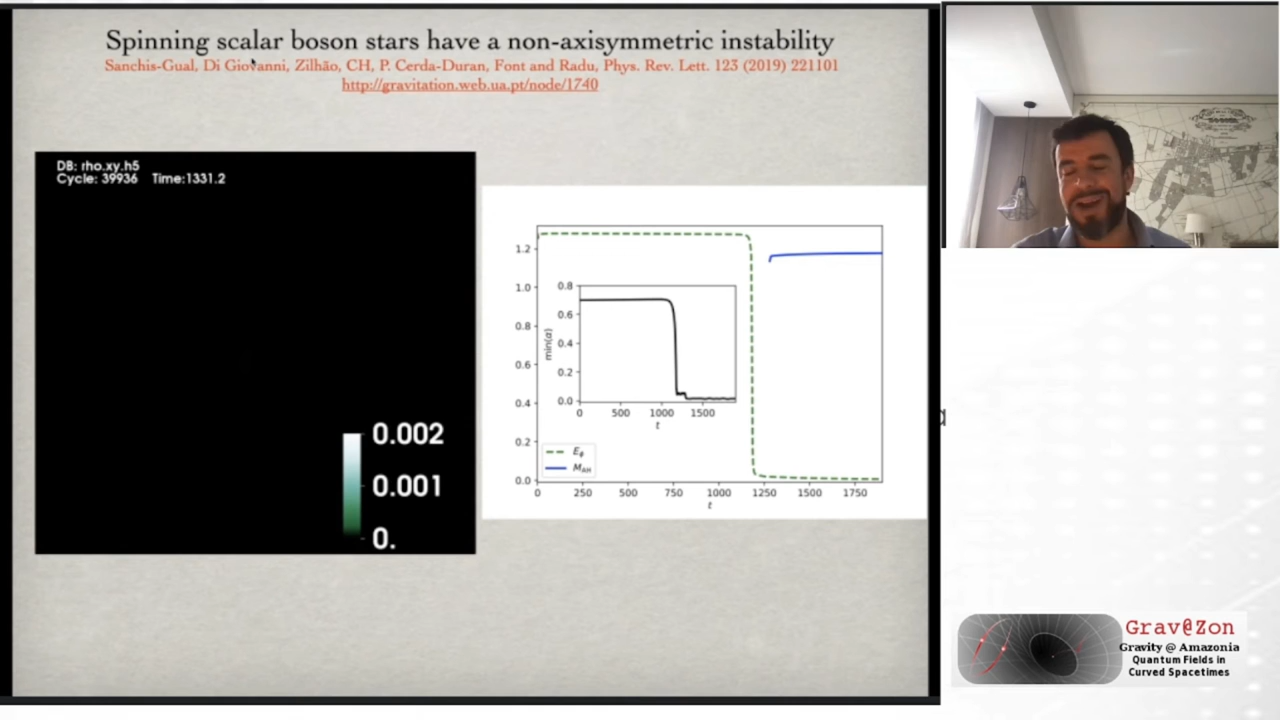 Spinning scalar boson stars have a non-axisymmetric instability
Sanchis-Gual, Di Giovanni, Zilhão, CH, P. Cerda-Duran, Font and Radu, Phys. Rev. Lett. 123 (2019) 221101
http://gravitation.web.ua.pt/node/1740
DB: rho.xy.h5
Cycle: 39936 Time:1331.2
0.002
0.001
0.
1.2
1.0
0.8
0.6
0.4
0.2
0.0
0 250 500 750 1000 1250 1500 1750
t
0.8
0.6
0.4
0.2
0.0
min(α)
0 500 1000 1500
t
E_ϕ
M_AH
Grav@Zon
Gravity @ Amazonia
Quantum Fields in
Curved Spacetimes